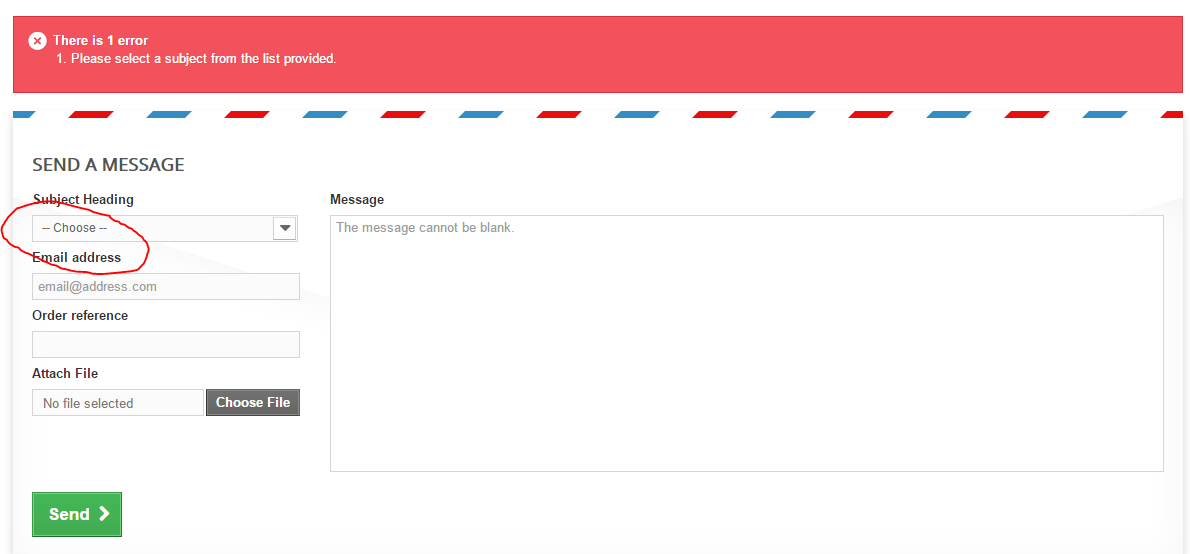 There is 1 error
1. Please select a subject from the list provided.
SEND A MESSAGE
Subject Heading
-- Choose --
Email address
email@address.com
Order reference
Attach File
No file selected
Choose File
Message
The message cannot be blank.
Send